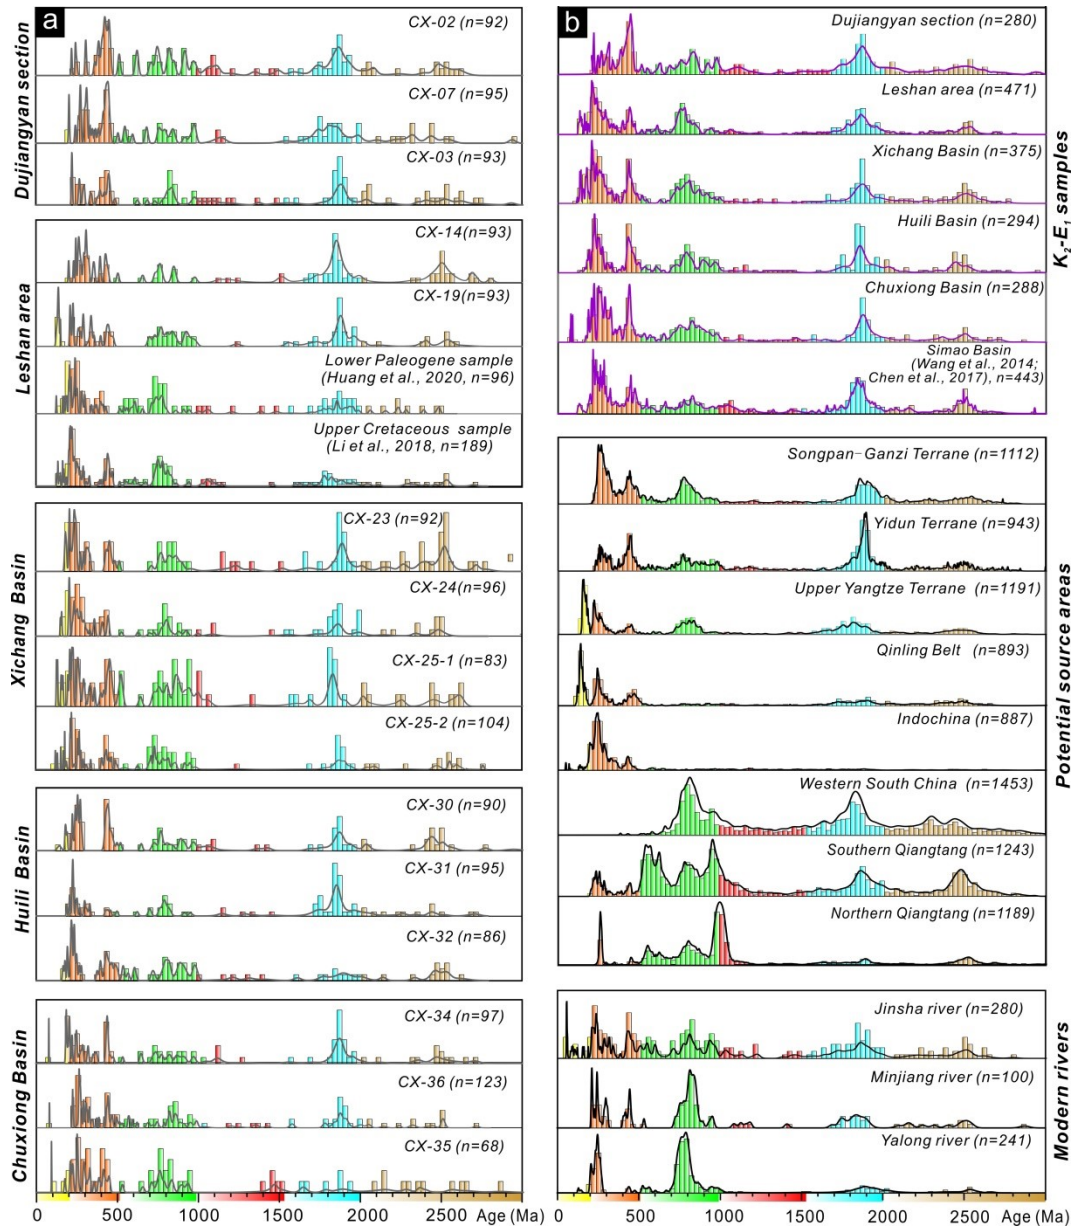 a
Dujiangyan section
CX-02 (n=92)
CX-07 (n=95)
CX-03 (n=93)
Leshan area
CX-14 (n=93)
CX-19(n=93)
Lower Paleogene sample
(Huang et al., 2020, n=96)
Upper Cretaceous sample
(Li et al., 2018, n=189)
Xichang Basin
CX-23 (n=92)
CX-24 (n=96)
CX-25-1 (n=83)
CX-25-2 (n=104)
Huili Basin
CX-30 (n=90)
CX-31 (n=95)
CX-32 (n=86)
Chuxiong Basin
CX-34 (n=97)
CX-36 (n=123)
CX-35 (n=68)
0 500 1000 1500 2000 2500 Age (Ma)
b
Dujiangyan section (n=280)
Leshan area (n=471)
Xichang Basin (n=375)
Huili Basin (n=294)
Chuxiong Basin (n=288)
Simao Basin
(Wang et al., 2014;
Chen et al., 2017), n=443)
K₂-E₁ samples
Songpan-Ganzi Terrane (n=1112)
Yidun Terrane (n=943)
Upper Yangtze Terrane (n=1191)
Qinling Belt (n=893)
Indochina (n=887)
Western South China (n=1453)
Southern Qiangtang (n=1243)
Northern Qiangtang (n=1189)
Potential source areas
Jinsha river (n=280)
Minjiang river (n=100)
Yalong river (n=241)
Modern rivers
0 500 1000 1500 2000 2500 Age (Ma)